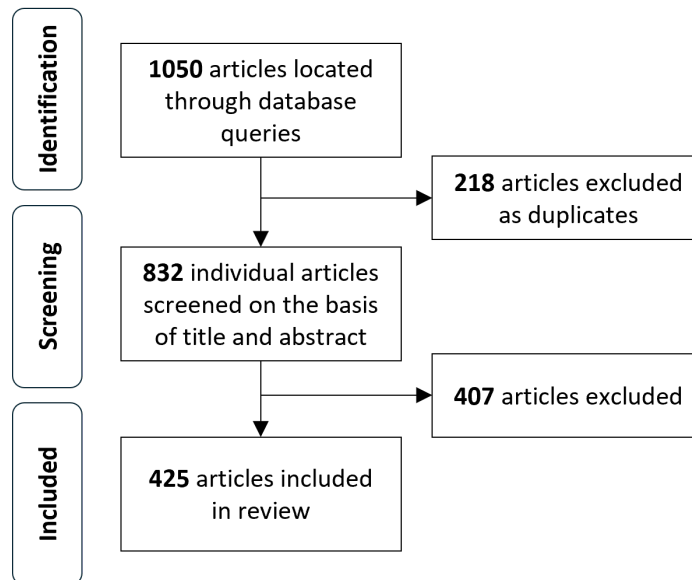 Identification
1050 articles located
through database
queries
218 articles excluded
as duplicates
Screening
832 individual articles
screened on the basis
of title and abstract
407 articles excluded
Included
425 articles included
in review